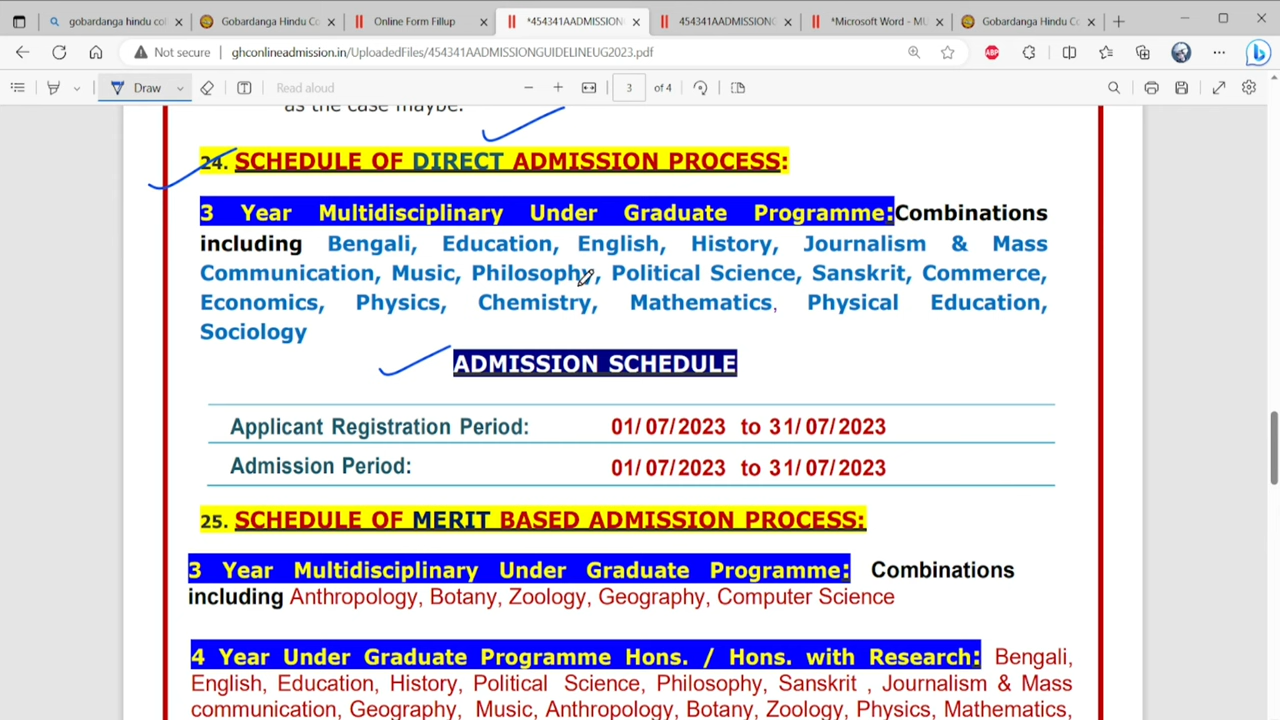 gobardanga hindu col
Gobardanga Hindu Co
Online Form Fillup
*454341AADMISSION
454341AADMISSIONG
*Microsoft Word - MU
Gobardanga Hindu Co
Not secure
ghconlineadmission.in/UploadedFiles/454341AADMISSIONGUIDELINEUG2023.pdf
ABP
Draw
Read aloud
3 of 4
as the case maybe.
24. SCHEDULE OF DIRECT ADMISSION PROCESS:
3 Year Multidisciplinary Under Graduate Programme:Combinations
including Bengali, Education, English, History, Journalism & Mass
Communication, Music, Philosophy, Political Science, Sanskrit, Commerce,
Economics, Physics, Chemistry, Mathematics, Physical Education,
Sociology
ADMISSION SCHEDULE
Applicant Registration Period: 01/ 07/2023 to 31/ 07/2023
Admission Period: 01/ 07/2023 to 31/ 07/2023
25. SCHEDULE OF MERIT BASED ADMISSION PROCESS:
3 Year Multidisciplinary Under Graduate Programme: Combinations
including Anthropology, Botany, Zoology, Geography, Computer Science
4 Year Under Graduate Programme Hons. / Hons. with Research: Bengali,
English, Education, History, Political Science, Philosophy, Sanskrit , Journalism & Mass
communication, Geography, Music, Anthropology, Botany, Zoology, Physics, Mathematics,